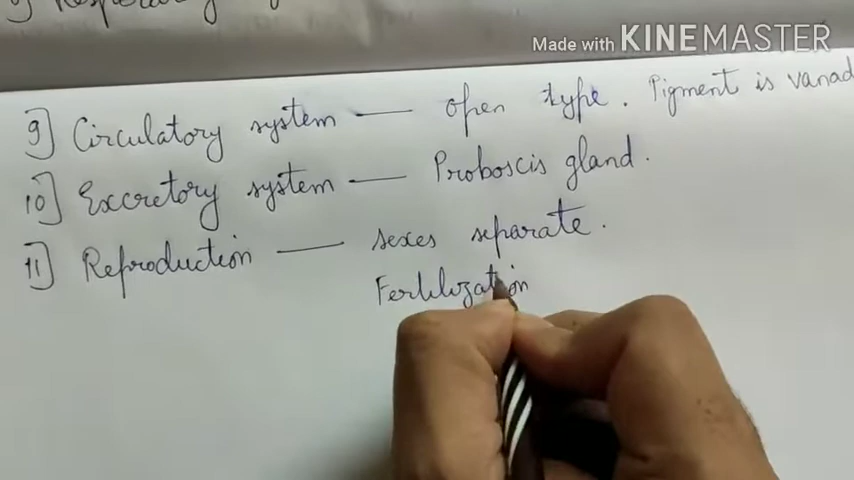 Respiratory
Made with KINEMASTER
9] Circulatory system — open type. Pigment is vanad
10] Excretory system — Proboscis gland.
11] Reproduction — sexes separate.
Fertilization